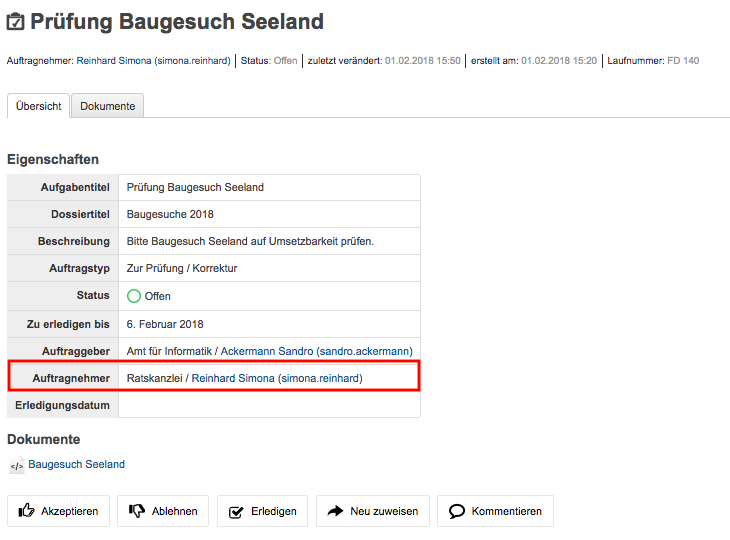 Prüfung Baugesuch Seeland
Auftragnehmer: Reinhard Simona (simona.reinhard) Status: Offen zuletzt verändert: 01.02.2018 15:50 erstellt am: 01.02.2018 15:20 Laufnummer: FD 140
Übersicht Dokumente
Eigenschaften
Aufgabentitel Prüfung Baugesuch Seeland
Dossiertitel Baugesuche 2018
Beschreibung Bitte Baugesuch Seeland auf Umsetzbarkeit prüfen.
Auftragstyp Zur Prüfung / Korrektur
Status Offen
Zu erledigen bis 6. Februar 2018
Auftraggeber Amt für Informatik / Ackermann Sandro (sandro.ackermann)
Auftragnehmer Ratskanzlei / Reinhard Simona (simona.reinhard)
Erledigungsdatum
Dokumente
</> Baugesuch Seeland
Akzeptieren Ablehnen Erledigen Neu zuweisen Kommentieren